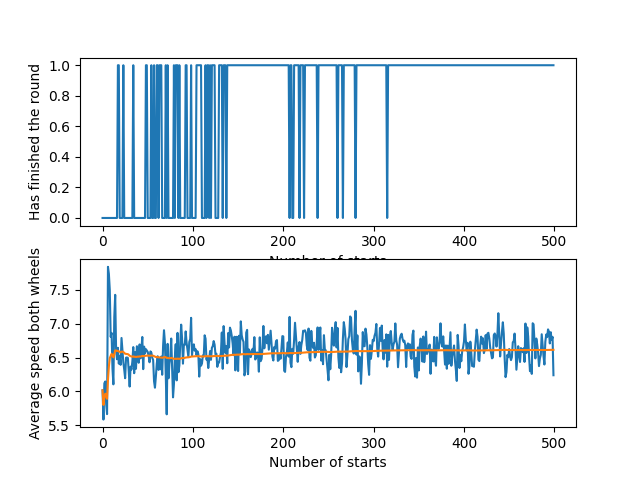 Has finished the round
1.0
0.8
0.6
0.4
0.2
0.0
0 100 200 300 400 500
Number of starts
Average speed both wheels
7.5
7.0
6.5
6.0
5.5
0 100 200 300 400 500
Number of starts